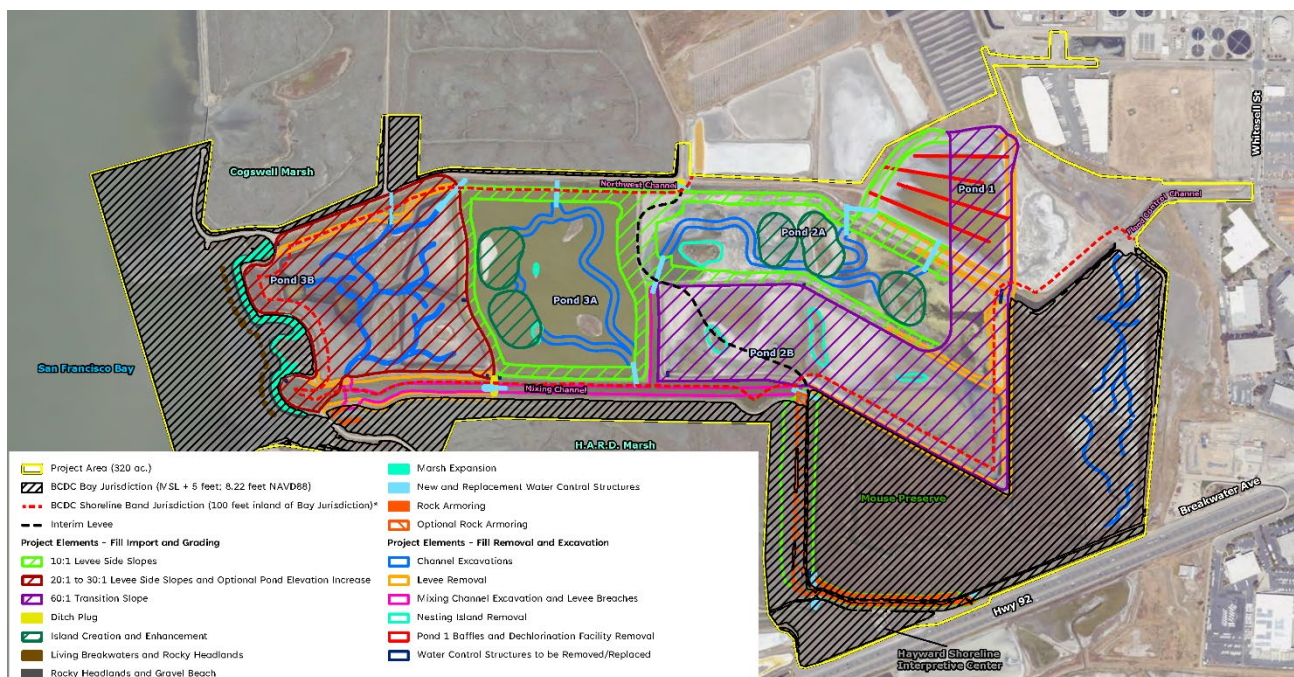 Whitesell St
Cogswell Marsh
Northwest Channel
Pond 1
Flood Control Channel
Pond 2A
Pond 3B
Pond 3A
Pond 2B
San Francisco Bay
Mixing Channel
H.A.R.D. Marsh
Mouse Preserve
Breakwater Ave
Hwy 92
Hayward Shoreline
Interpretive Center
Project Area (320 ac.)
BCDC Bay Jurisdiction (MSL + 5 feet; 8.22 feet NAVD88)
BCDC Shoreline Band Jurisdiction (100 feet inland of Bay Jurisdiction)*
Interim Levee
Project Elements - Fill Import and Grading
10:1 Levee Side Slopes
20:1 to 30:1 Levee Side Slopes and Optional Pond Elevation Increase
60:1 Transition Slope
Ditch Plug
Island Creation and Enhancement
Living Breakwaters and Rocky Headlands
Rocky Headlands and Gravel Beach
Marsh Expansion
New and Replacement Water Control Structures
Rock Armoring
Optional Rock Armoring
Project Elements - Fill Removal and Excavation
Channel Excavations
Levee Removal
Mixing Channel Excavation and Levee Breaches
Nesting Island Removal
Pond 1 Baffles and Dechlorination Facility Removal
Water Control Structures to be Removed/Replaced